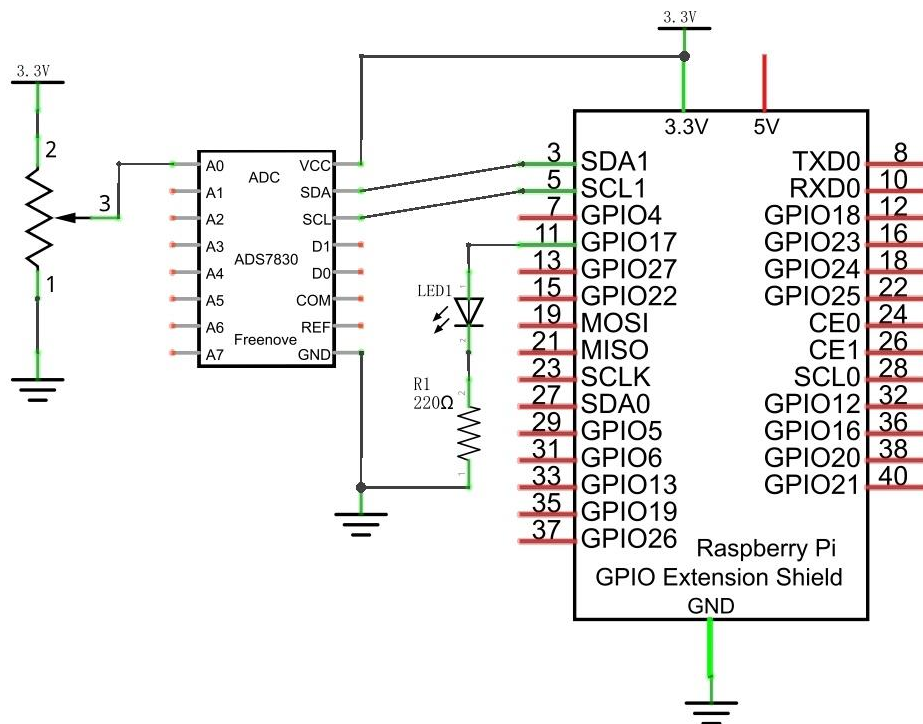 3.3V
3.3V
2
3
1
A0
A1
A2
A3
A4
A5
A6
A7
ADC
ADS7830
Freenove
VCC
SDA
SCL
D1
D0
COM
REF
GND
LED1
1
2
R1
220Ω
2
1
3.3V 5V
3 SDA1 TXD0 8
5 SCL1 RXD0 10
7 GPIO4 GPIO18 12
11 GPIO17 GPIO23 16
13 GPIO27 GPIO24 18
15 GPIO22 GPIO25 22
19 MOSI CE0 24
21 MISO CE1 26
23 SCLK SCL0 28
27 SDA0 GPIO12 32
29 GPIO5 GPIO16 36
31 GPIO6 GPIO20 38
33 GPIO13 GPIO21 40
35 GPIO19
37 GPIO26
Raspberry Pi
GPIO Extension Shield
GND